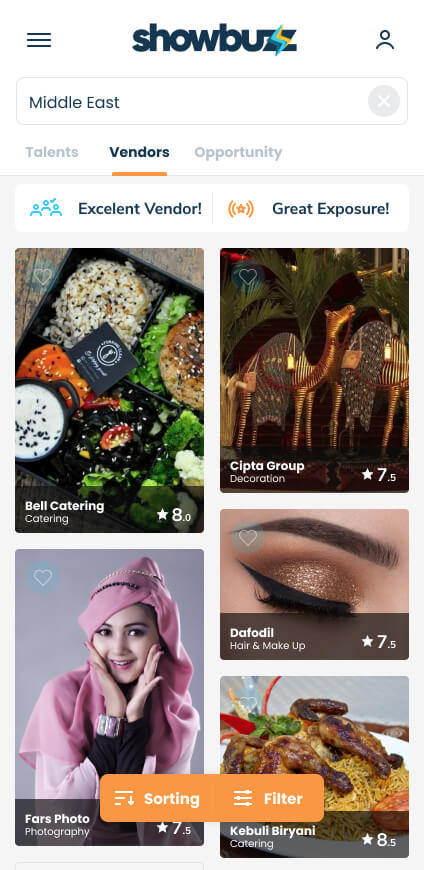 showbuzz
Middle East
Talents
Vendors
Opportunity
Excelent Vendor!
Great Exposure!
Bell Catering
Catering
8.0
Cipta Group
Decoration
7.5
Dafodil
Hair & Make Up
7.5
Fars Photo
Photography
7.5
Kebuli Biryani
Catering
8.5
Sorting
Filter